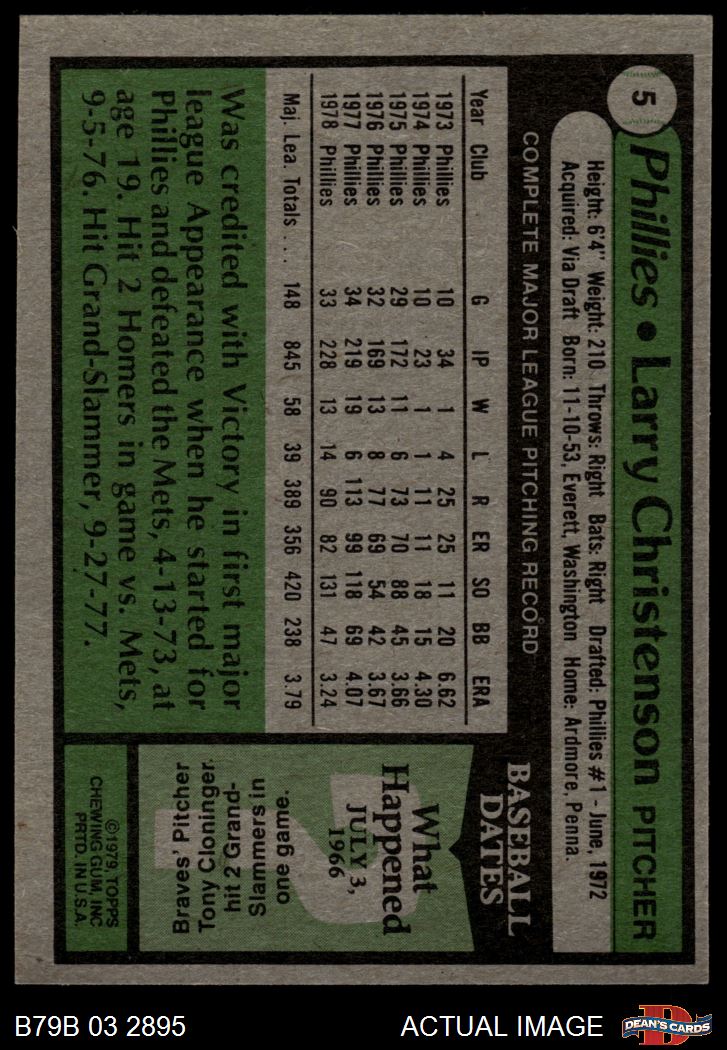 5
Phillies • Larry Christenson PITCHER
Height: 6'4" Weight: 210 Throws: Right Bats: Right Drafted: Phillies #1 - June, 1972
Acquired: Via Draft Born: 11-10-53, Everett, Washington Home: Ardmore, Penna.
COMPLETE MAJOR LEAGUE PITCHING RECORD
Year Club G IP W L R ER SO BB ERA
1973 Phillies 10 34 1 4 25 25 11 20 6.62
1974 Phillies 10 23 1 1 11 11 18 15 4.30
1975 Phillies 29 172 11 6 73 70 88 45 3.66
1976 Phillies 32 169 13 8 77 69 54 42 3.67
1977 Phillies 34 219 19 6 113 99 118 69 4.07
1978 Phillies 33 228 13 14 90 82 131 47 3.24
Maj. Lea. Totals . . . 148 845 58 39 389 356 420 238 3.79
Was credited with Victory in first major
league Appearance when he started for
Phillies and defeated the Mets, 4-13-73, at
age 19. Hit 2 Homers in game vs. Mets,
9-5-76. Hit Grand-Slammer, 9-27-77.
BASEBALL
DATES
What
Happened
JULY 3,
1966
Braves' Pitcher
Tony Cloninger
hit 2 Grand-
Slammers in
one game.
©1979, TOPPS
CHEWING GUM, INC
PRTD. IN U.S.A.
B79B 03 2895 ACTUAL IMAGE
D
DEAN'S CARDS